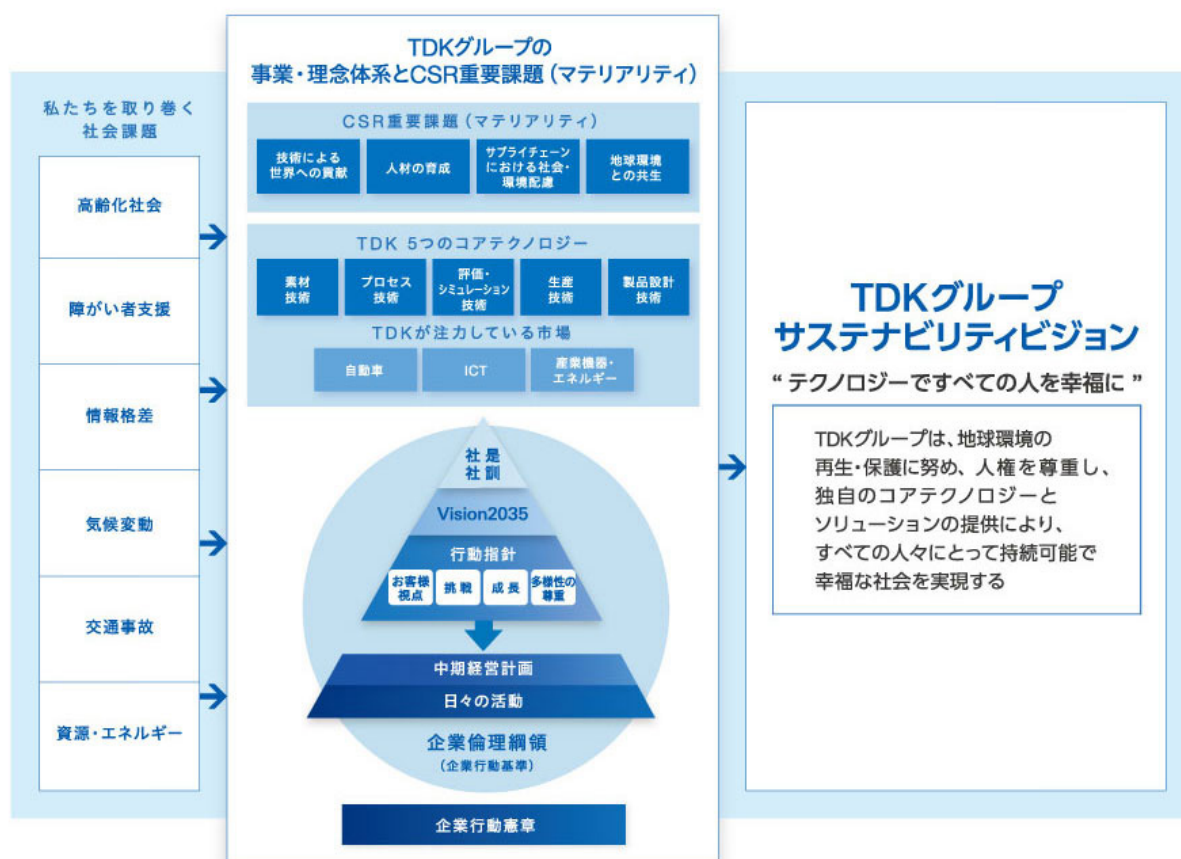 私たちを取り巻く
社会課題
高齢化社会
障がい者支援
情報格差
気候変動
交通事故
資源・エネルギー
TDKグループの
事業・理念体系とCSR重要課題（マテリアリティ）
CSR重要課題（マテリアリティ）
技術による
世界への貢献
人材の育成
サプライチェーン
における社会・
環境配慮
地球環境
との共生
TDK 5つのコアテクノロジー
素材
技術
プロセス
技術
評価・
シミュレーション
技術
生産
技術
製品設計
技術
TDKが注力している市場
自動車
ICT
産業機器・
エネルギー
社是
社訓
Vision2035
行動指針
お客様
視点
挑戦
成長
多様性の
尊重
中期経営計画
日々の活動
企業倫理綱領
（企業行動基準）
企業行動憲章
TDKグループ
サステナビリティビジョン
“ テクノロジーですべての人を幸福に ”
TDKグループは、地球環境の
再生・保護に努め、人権を尊重し、
独自のコアテクノロジーと
ソリューションの提供により、
すべての人々にとって持続可能で
幸福な社会を実現する